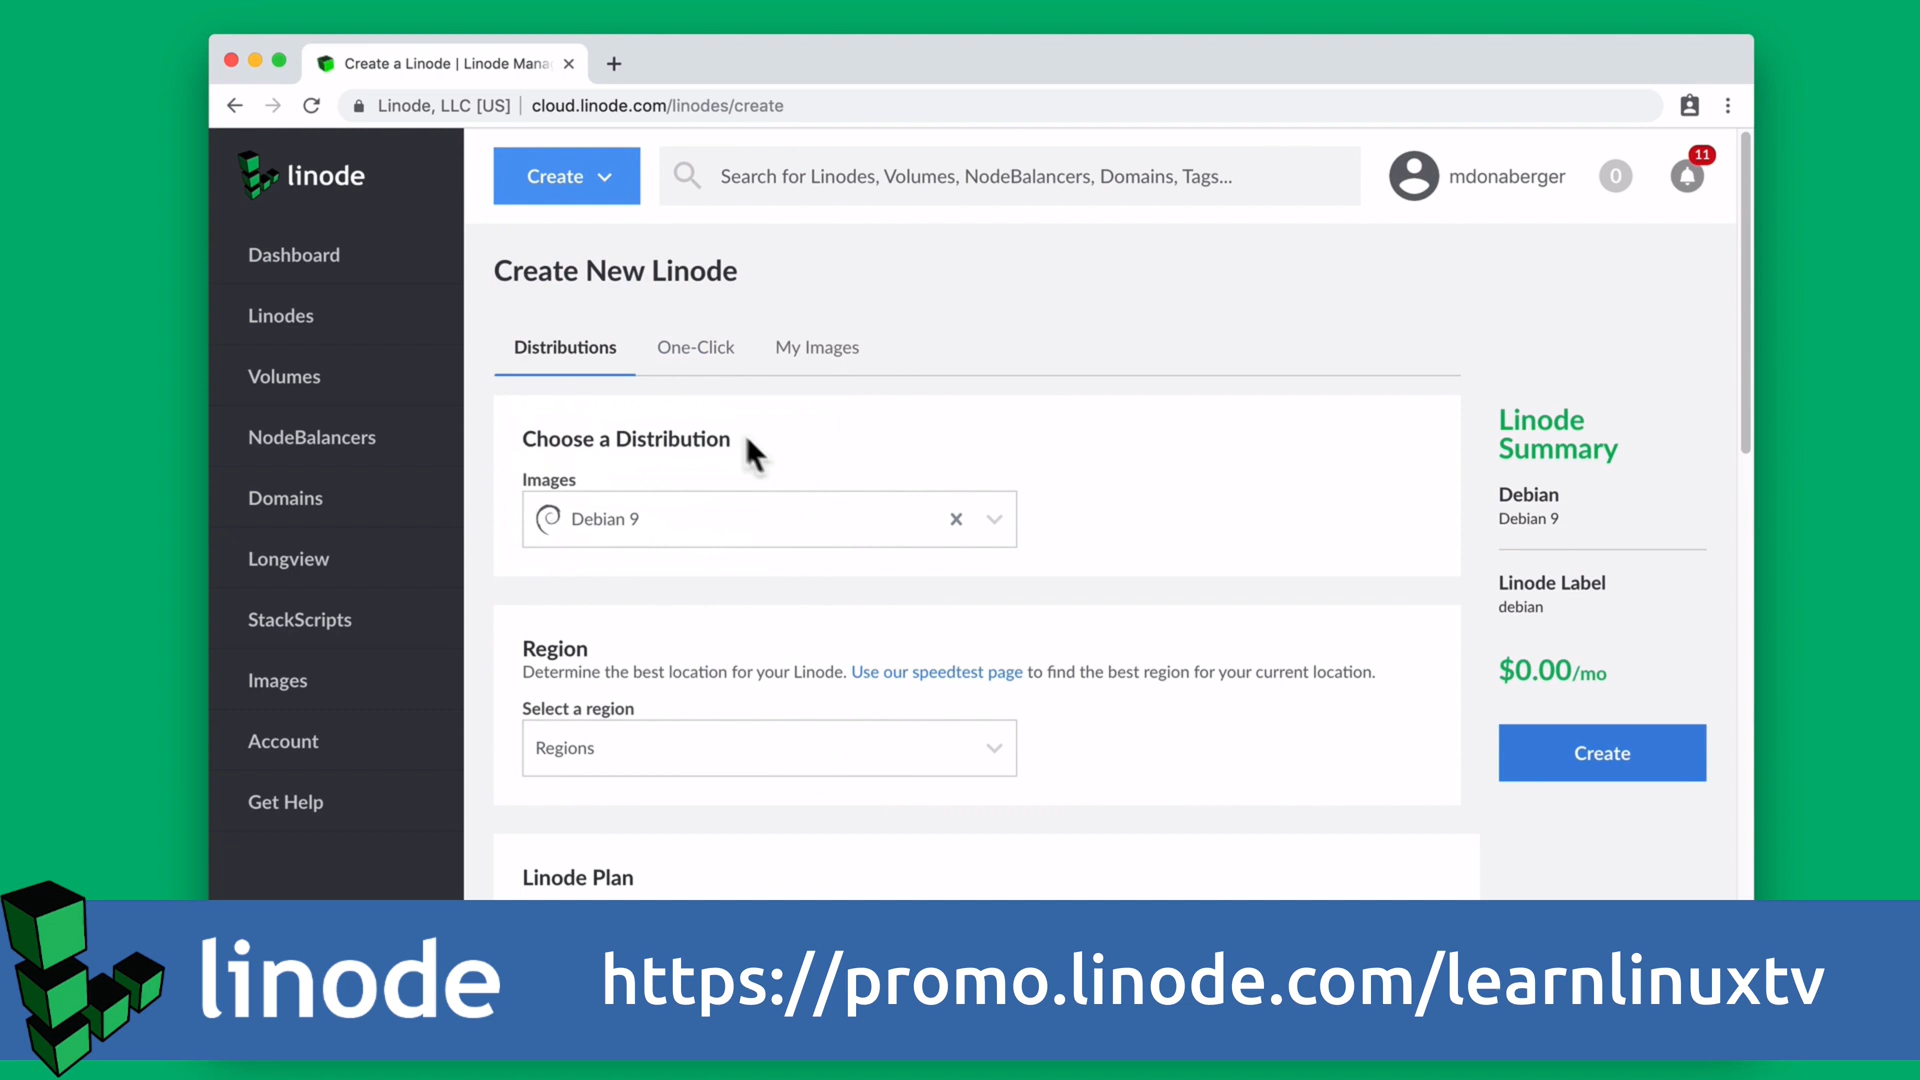 Create a Linode | Linode Mana
Linode, LLC [US] | cloud.linode.com/linodes/create
linode
Create
Search for Linodes, Volumes, NodeBalancers, Domains, Tags...
mdonaberger
0
11
Dashboard
Linodes
Volumes
NodeBalancers
Domains
Longview
StackScripts
Images
Account
Get Help
Create New Linode
Distributions
One-Click
My Images
Choose a Distribution
Images
Debian 9
Region
Determine the best location for your Linode. Use our speedtest page to find the best region for your current location.
Select a region
Regions
Linode Plan
Linode
Summary
Debian
Debian 9
Linode Label
debian
$0.00/mo
Create
linode
https://promo.linode.com/learnlinuxtv